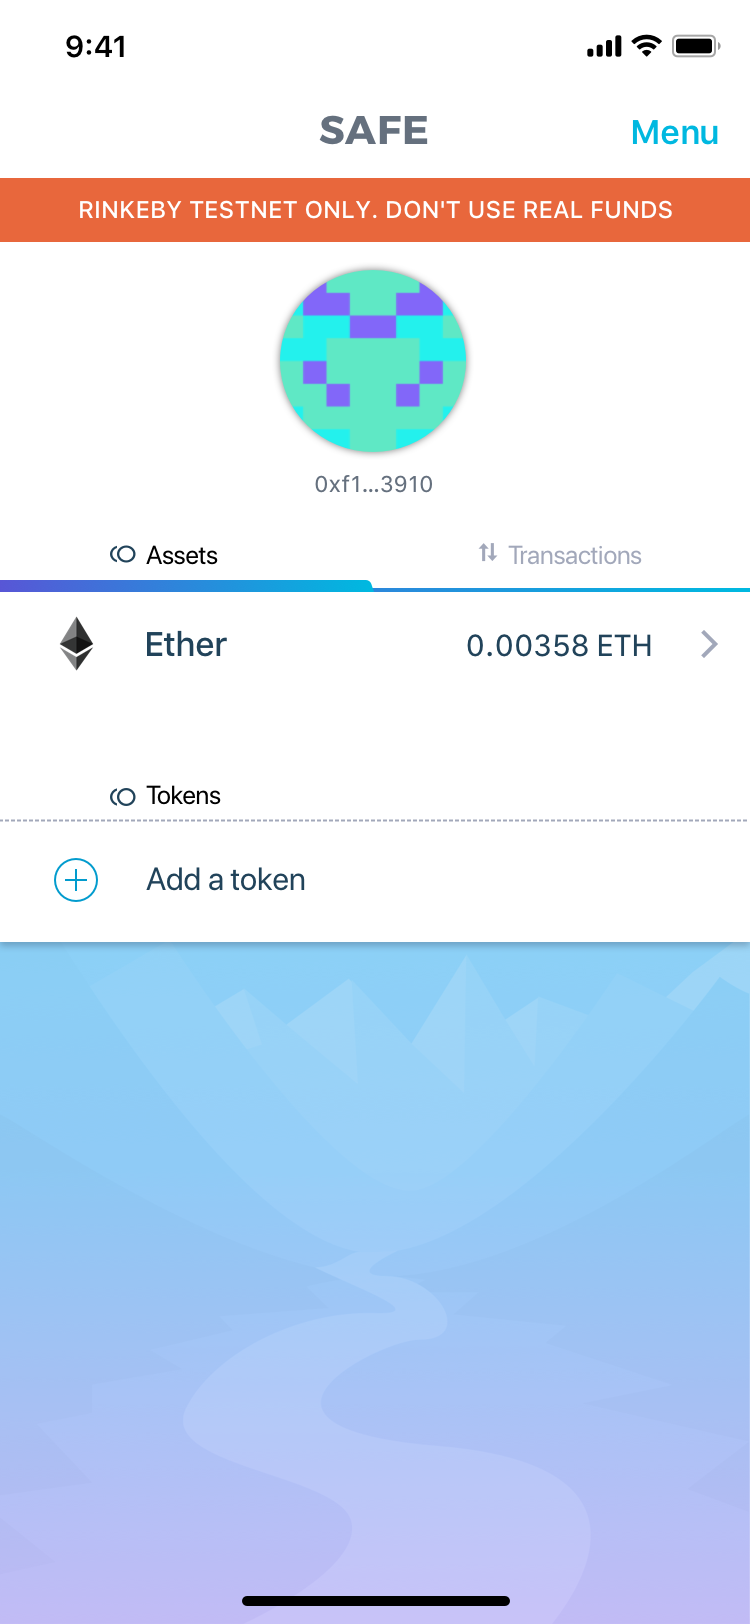 9:41
SAFE
Menu
RINKEBY TESTNET ONLY. DON'T USE REAL FUNDS
0xf1...3910
Assets
Transactions
Ether
0.00358 ETH
Tokens
Add a token